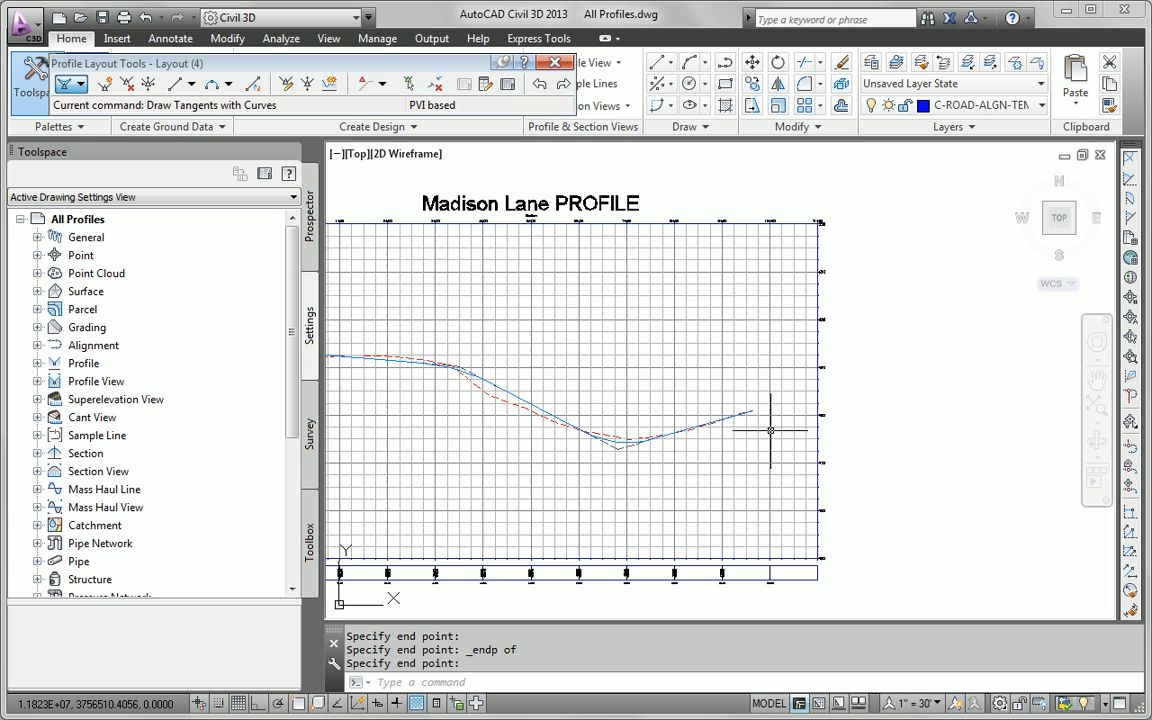 Civil 3D
AutoCAD Civil 3D 2013 All Profiles.dwg
Type a keyword or phrase
C3D
Home Insert Annotate Modify Analyze View Manage Output Help Express Tools
Profile Layout Tools - Layout (4)
Current command: Draw Tangents with Curves PVI based
Unsaved Layer State
C-ROAD-ALGN-TEN
Paste
Palettes Create Ground Data Create Design Profile & Section Views Draw Modify Layers Clipboard
Toolspace
Active Drawing Settings View
All Profiles
General
Point
Point Cloud
Surface
Parcel
Grading
Alignment
Profile
Profile View
Superelevation View
Cant View
Sample Line
Section
Section View
Mass Haul Line
Mass Haul View
Catchment
Pipe Network
Pipe
Structure
Prospector
Settings
Survey
Toolbox
[−][Top][2D Wireframe]
Madison Lane PROFILE
N
W TOP E
S
WCS
Y
X
Specify end point:
Specify end point: _endp of
Specify end point:
Type a command
1.1823E+07, 3756510.4056, 0.0000
MODEL
1" = 30'